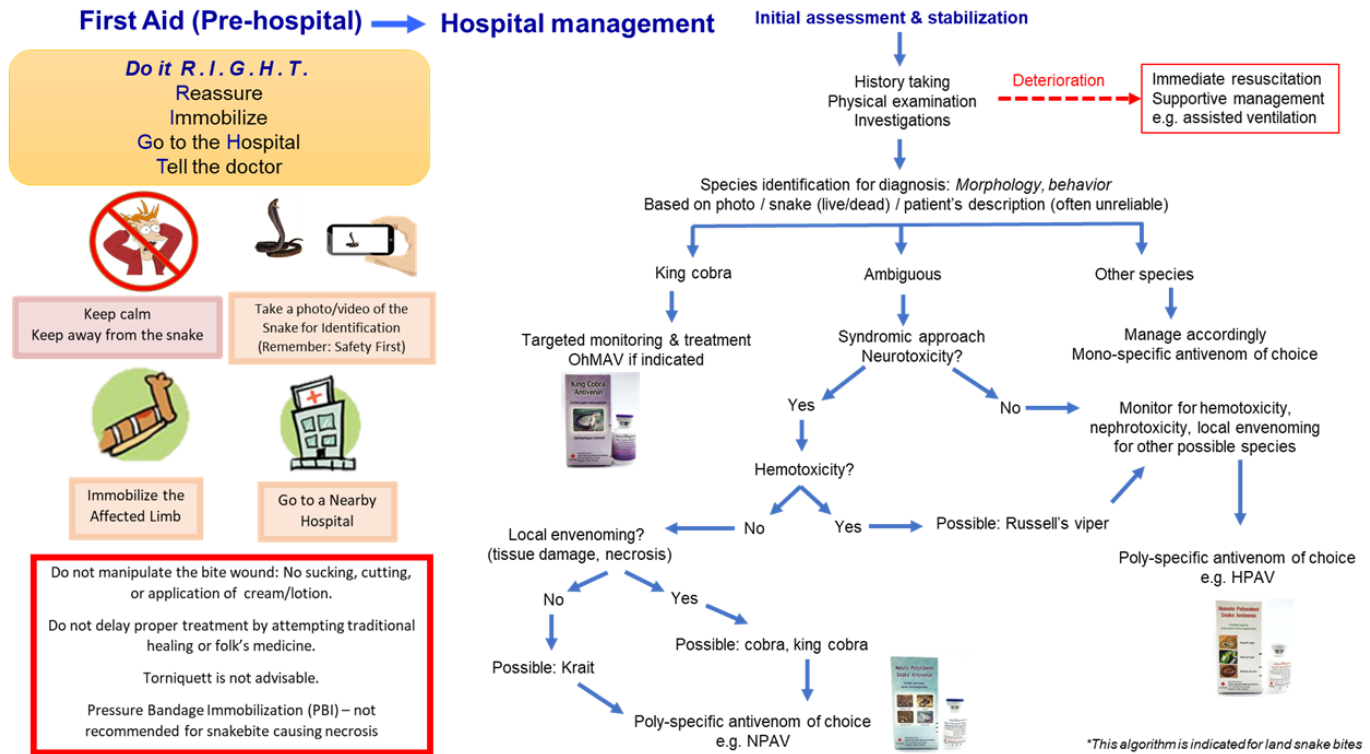 First Aid (Pre-hospital)
Hospital management
Do it R.I.G.H.T.
Reassure
Immobilize
Go to the Hospital
Tell the doctor
Keep calm
Keep away from the snake
Take a photo/video of the
Snake for Identification
(Remember: Safety First)
Immobilize the
Affected Limb
Go to a Nearby
Hospital
Do not manipulate the bite wound: No sucking, cutting,
or application of cream/lotion.
Do not delay proper treatment by attempting traditional
healing or folk's medicine.
Torniquett is not advisable.
Pressure Bandage Immobilization (PBI) – not
recommended for snakebite causing necrosis
Initial assessment & stabilization
History taking
Physical examination
Investigations
Deterioration
Immediate resuscitation
Supportive management
e.g. assisted ventilation
Species identification for diagnosis: Morphology, behavior
Based on photo / snake (live/dead) / patient's description (often unreliable)
King cobra
Ambiguous
Other species
Targeted monitoring & treatment
OhMAV if indicated
King Cobra
Antivenin
Syndromic approach
Neurotoxicity?
Manage accordingly
Mono-specific antivenom of choice
Yes
No
Monitor for hemotoxicity,
nephrotoxicity, local envenoming
for other possible species
Hemotoxicity?
No
Yes
Possible: Russell's viper
Local envenoming?
(tissue damage, necrosis)
No
Yes
Possible: Krait
Possible: cobra, king cobra
Poly-specific antivenom of choice
e.g. NPAV
Neuro Polyvalent
Snake Antivenin
Poly-specific antivenom of choice
e.g. HPAV
Hemato Polyvalent
Snake Antivenin
*This algorithm is indicated for land snake bites